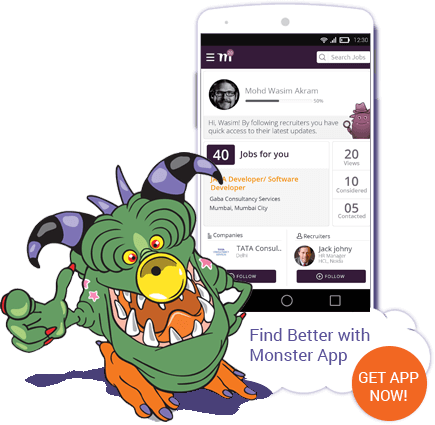 12:30
m
Search Jobs
Mohd Wasim Akram
50%
Hi, Wasim! By following recruiters you have
quick access to their latest updates.
40 Jobs for you
20
Views
JAVA Developer/ Software
Developer
Gaba Consultancy Services
Mumbai, Mumbai City
10
Considered
05
Contacted
Companies
Recruiters
TATA Consul..
Delhi
Jack johny
HR Manager
HCL, Noida
FOLLOW
FOLLOW
Find Better with
Monster App
GET APP
NOW!